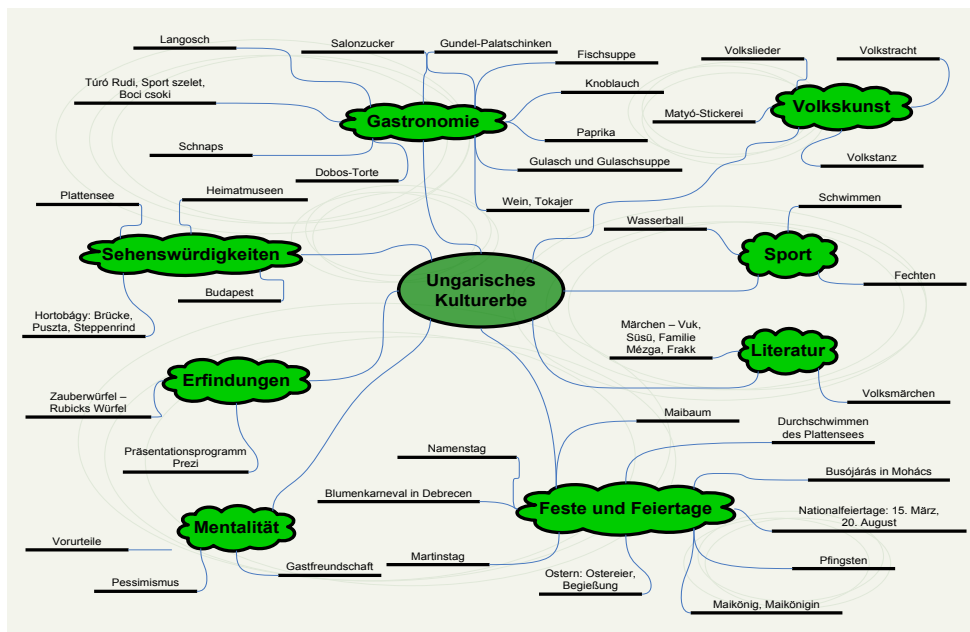 Langosch
Salonzucker
Gundel-Palatschinken
Fischsuppe
Túró Rudi, Sport szelet,
Boci csoki
Knoblauch
Gastronomie
Paprika
Schnaps
Gulasch und Gulaschsuppe
Dobos-Torte
Wein, Tokajer
Volkslieder
Volkstracht
Volkskunst
Matyó-Stickerei
Volkstanz
Plattensee
Heimatmuseen
Sehenswürdigkeiten
Budapest
Hortobágy: Brücke,
Puszta, Steppenrind
Ungarisches
Kulturerbe
Schwimmen
Wasserball
Sport
Fechten
Märchen – Vuk,
Süsü, Familie
Mézga, Frakk
Literatur
Volksmärchen
Erfindungen
Zauberwürfel –
Rubicks Würfel
Präsentationsprogramm
Prezi
Mentalität
Vorurteile
Pessimismus
Gastfreundschaft
Maibaum
Durchschwimmen
des Plattensees
Namenstag
Busójárás in Mohács
Blumenkarneval in Debrecen
Feste und Feiertage
Nationalfeiertage: 15. März,
20. August
Martinstag
Pfingsten
Ostern: Ostereier,
Begießung
Maikönig, Maikönigin